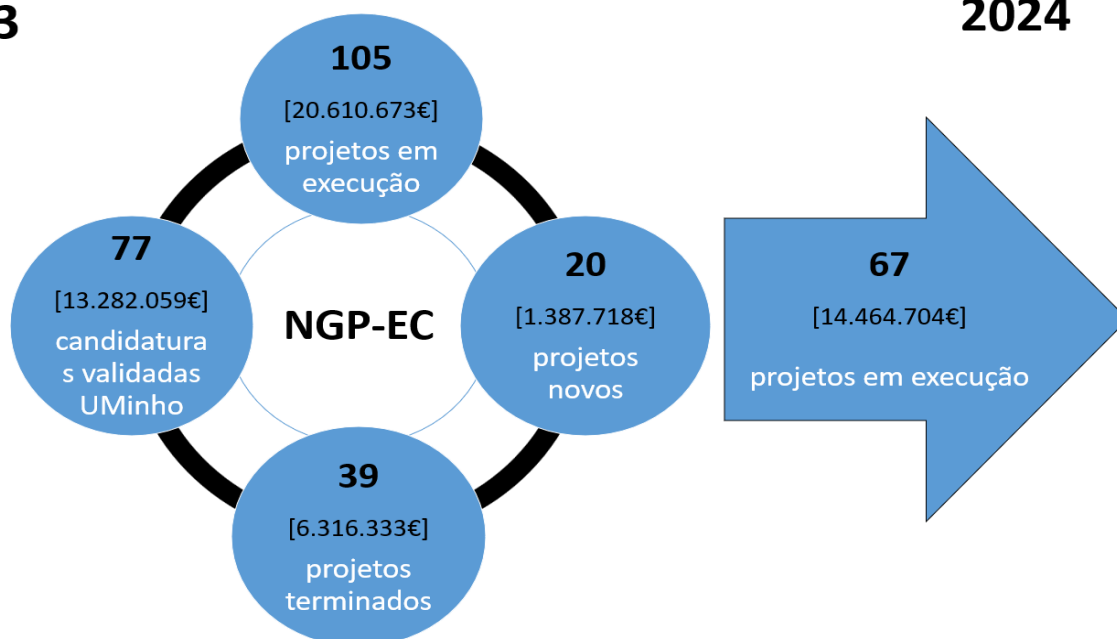 3
2024
105
[20.610.673€]
projetos em
execução
77
[13.282.059€]
candidatura
s validadas
UMinho
NGP-EC
20
[1.387.718€]
projetos
novos
39
[6.316.333€]
projetos
terminados
67
[14.464.704€]
projetos em execução